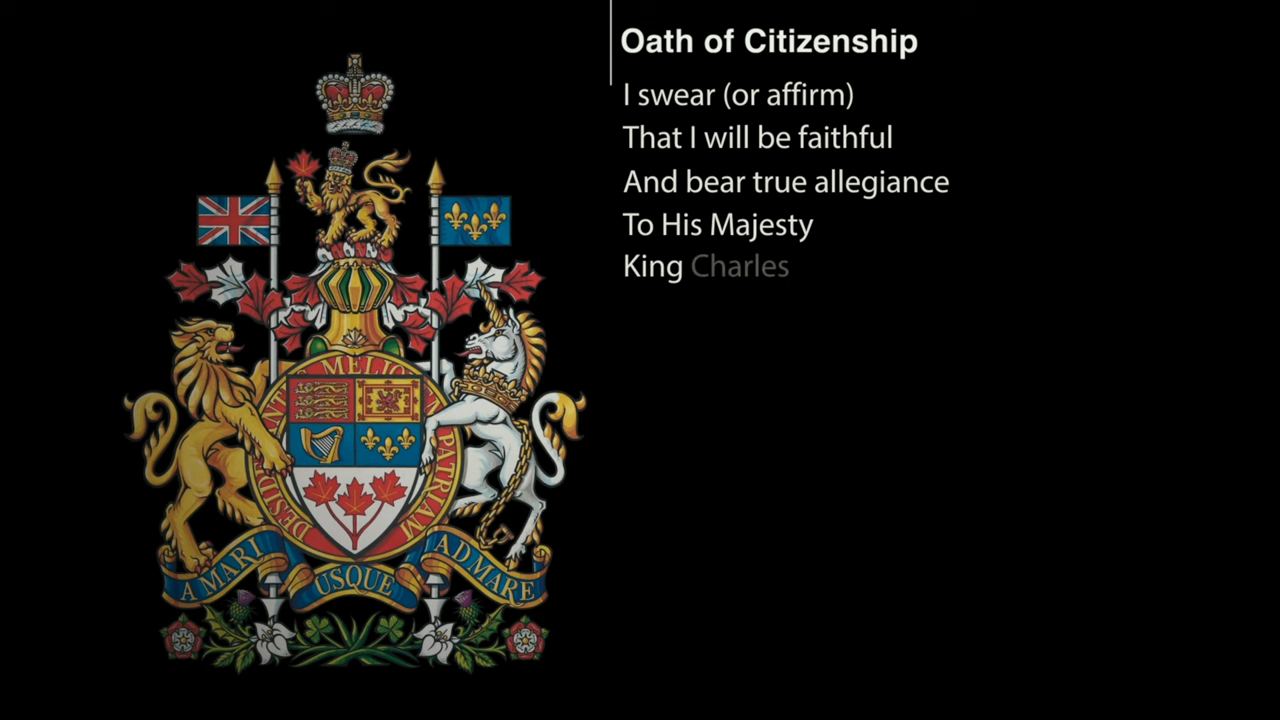 Oath of Citizenship
I swear (or affirm)
That I will be faithful
And bear true allegiance
To His Majesty
King Charles
A MARI USQUE AD MARE